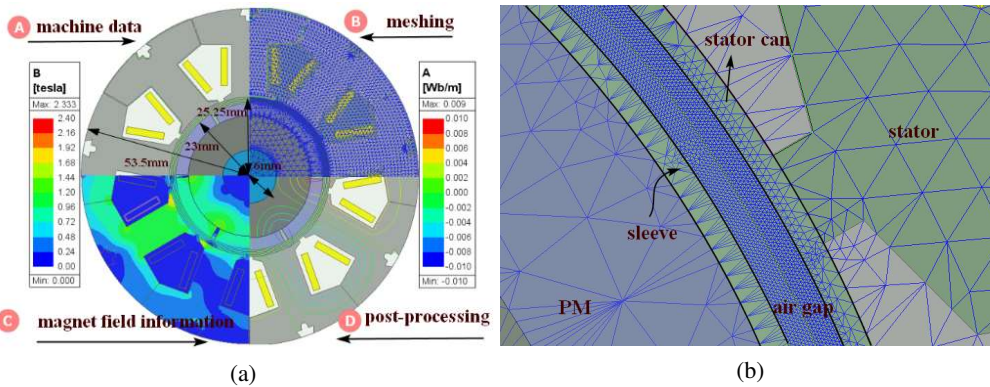 A machine data
B meshing
B
[tesla]
Max: 2.333
2.40
2.16
1.92
1.68
1.44
1.20
0.96
0.72
0.48
0.24
0.00
Min: 0.000
25.25mm
23mm
53.5mm
6mm
A
[Wb/m]
Max: 0.009
0.010
0.008
0.006
0.004
0.002
0.000
-0.002
-0.004
-0.006
-0.008
-0.010
Min: -0.010
C magnet field information
D post-processing
(a)
stator can
stator
sleeve
PM
air gap
(b)